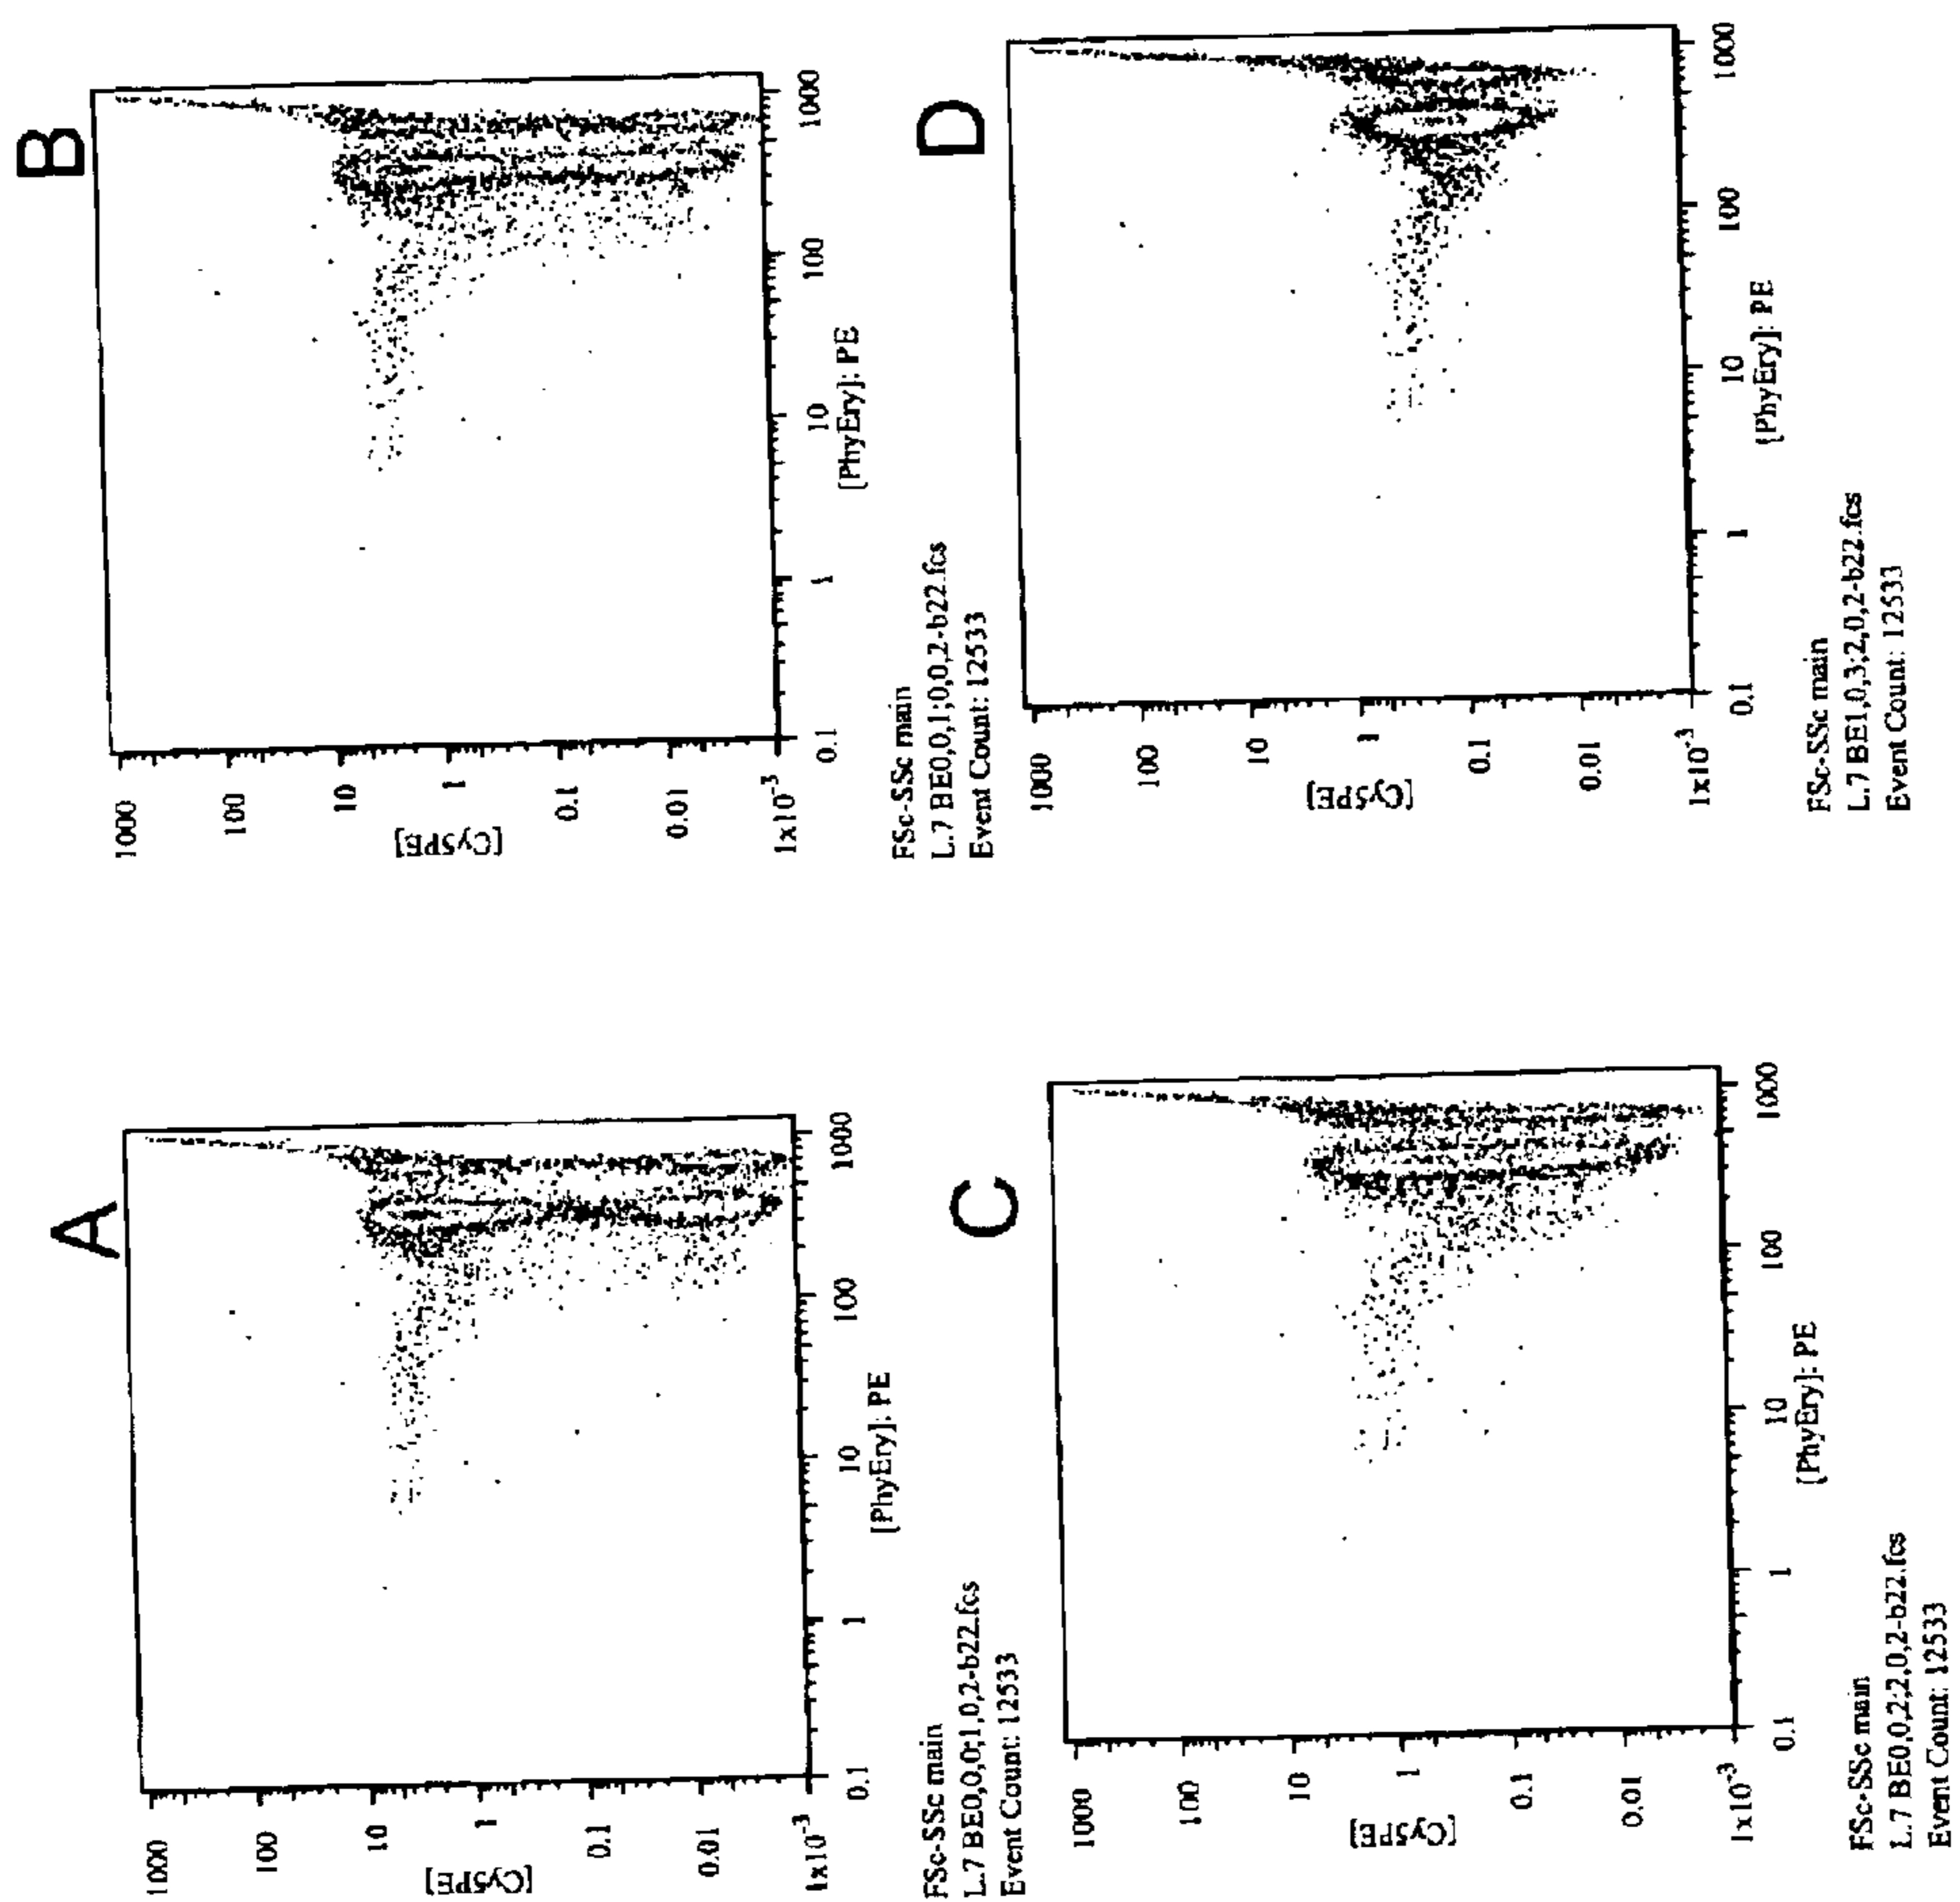 A
1000
100
10
1
0.1
0.01
1x10-3
[Cy5PE]
0.1
1
10
100
1000
[PhyEry]: PE
FSc-SSc main
L.7 BE0,0,0;1,0,2-b22.fcs
Event Count: 12533
B
1000
100
10
1
0.1
0.01
1x10-3
[Cy5PE]
0.1
1
10
100
1000
[PhyEry]: PE
FSc-SSc main
L.7 BE0,0,1;0,0,2-b22.fcs
Event Count: 12533
C
1000
100
10
1
0.1
0.01
1x10-3
[Cy5PE]
0.1
1
10
100
1000
[PhyEry]: PE
FSc-SSc main
L.7 BE0,0,2;2,0,2-b22.fcs
Event Count: 12533
D
1000
100
10
1
0.1
0.01
1x10-3
[Cy5PE]
0.1
1
10
100
1000
[PhyEry]: PE
FSc-SSc main
L.7 BE1,0,3;2,0,2-b22.fcs
Event Count: 12533